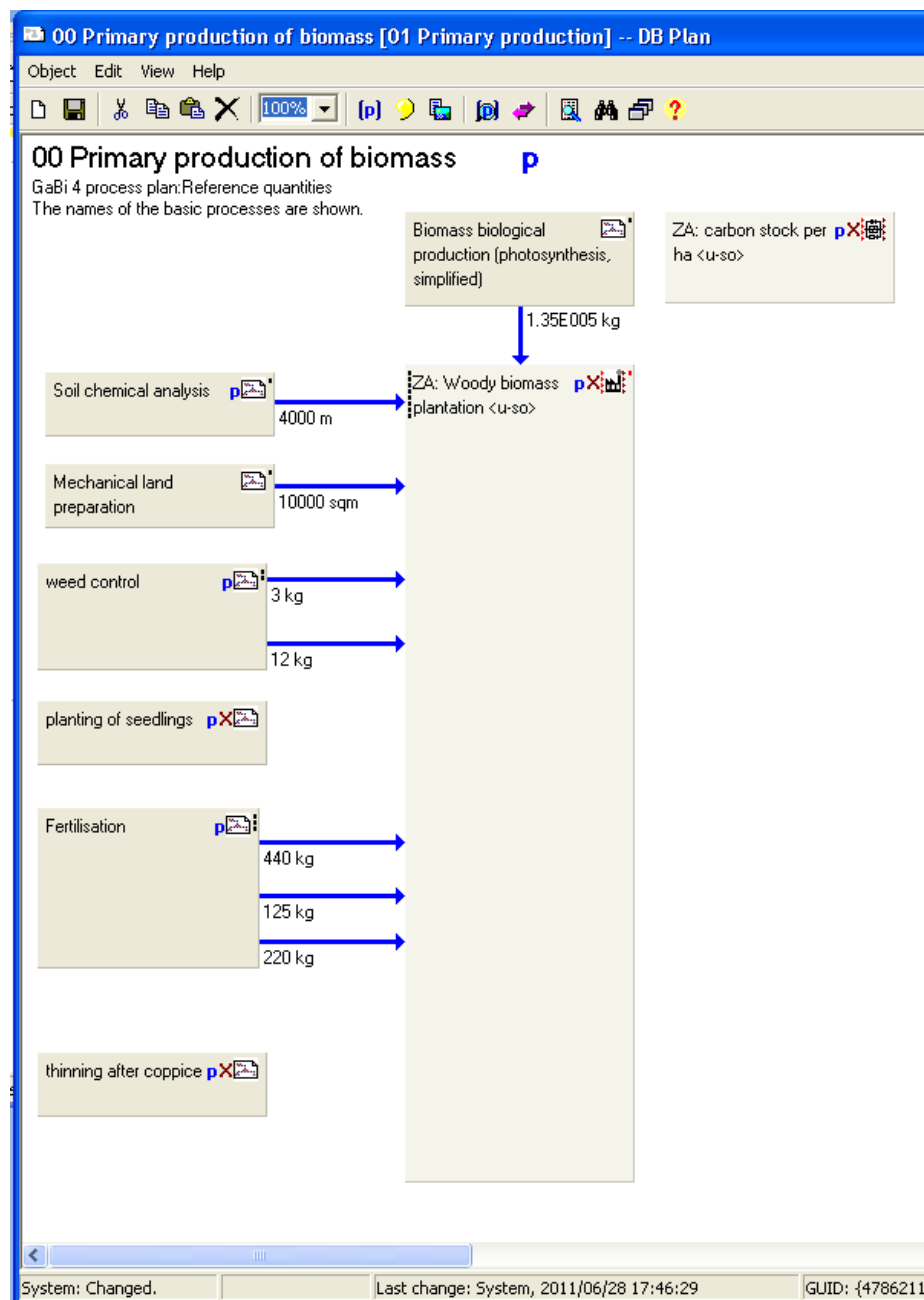 00 Primary production of biomass [01 Primary production] -- DB Plan
Object Edit View Help
100% (p) (p) ?
00 Primary production of biomass p
GaBi 4 process plan:Reference quantities
The names of the basic processes are shown.
Biomass biological
production (photosynthesis,
simplified)
ZA: carbon stock per pX
ha <u-so>
1.35E005 kg
Soil chemical analysis p
4000 m
ZA: Woody biomass pX
plantation <u-so>
Mechanical land
preparation
10000 sqm
weed control p
3 kg
12 kg
planting of seedlings pX
Fertilisation p
440 kg
125 kg
220 kg
thinning after coppice pX
System: Changed.
Last change: System, 2011/06/28 17:46:29
GUID: {4786211